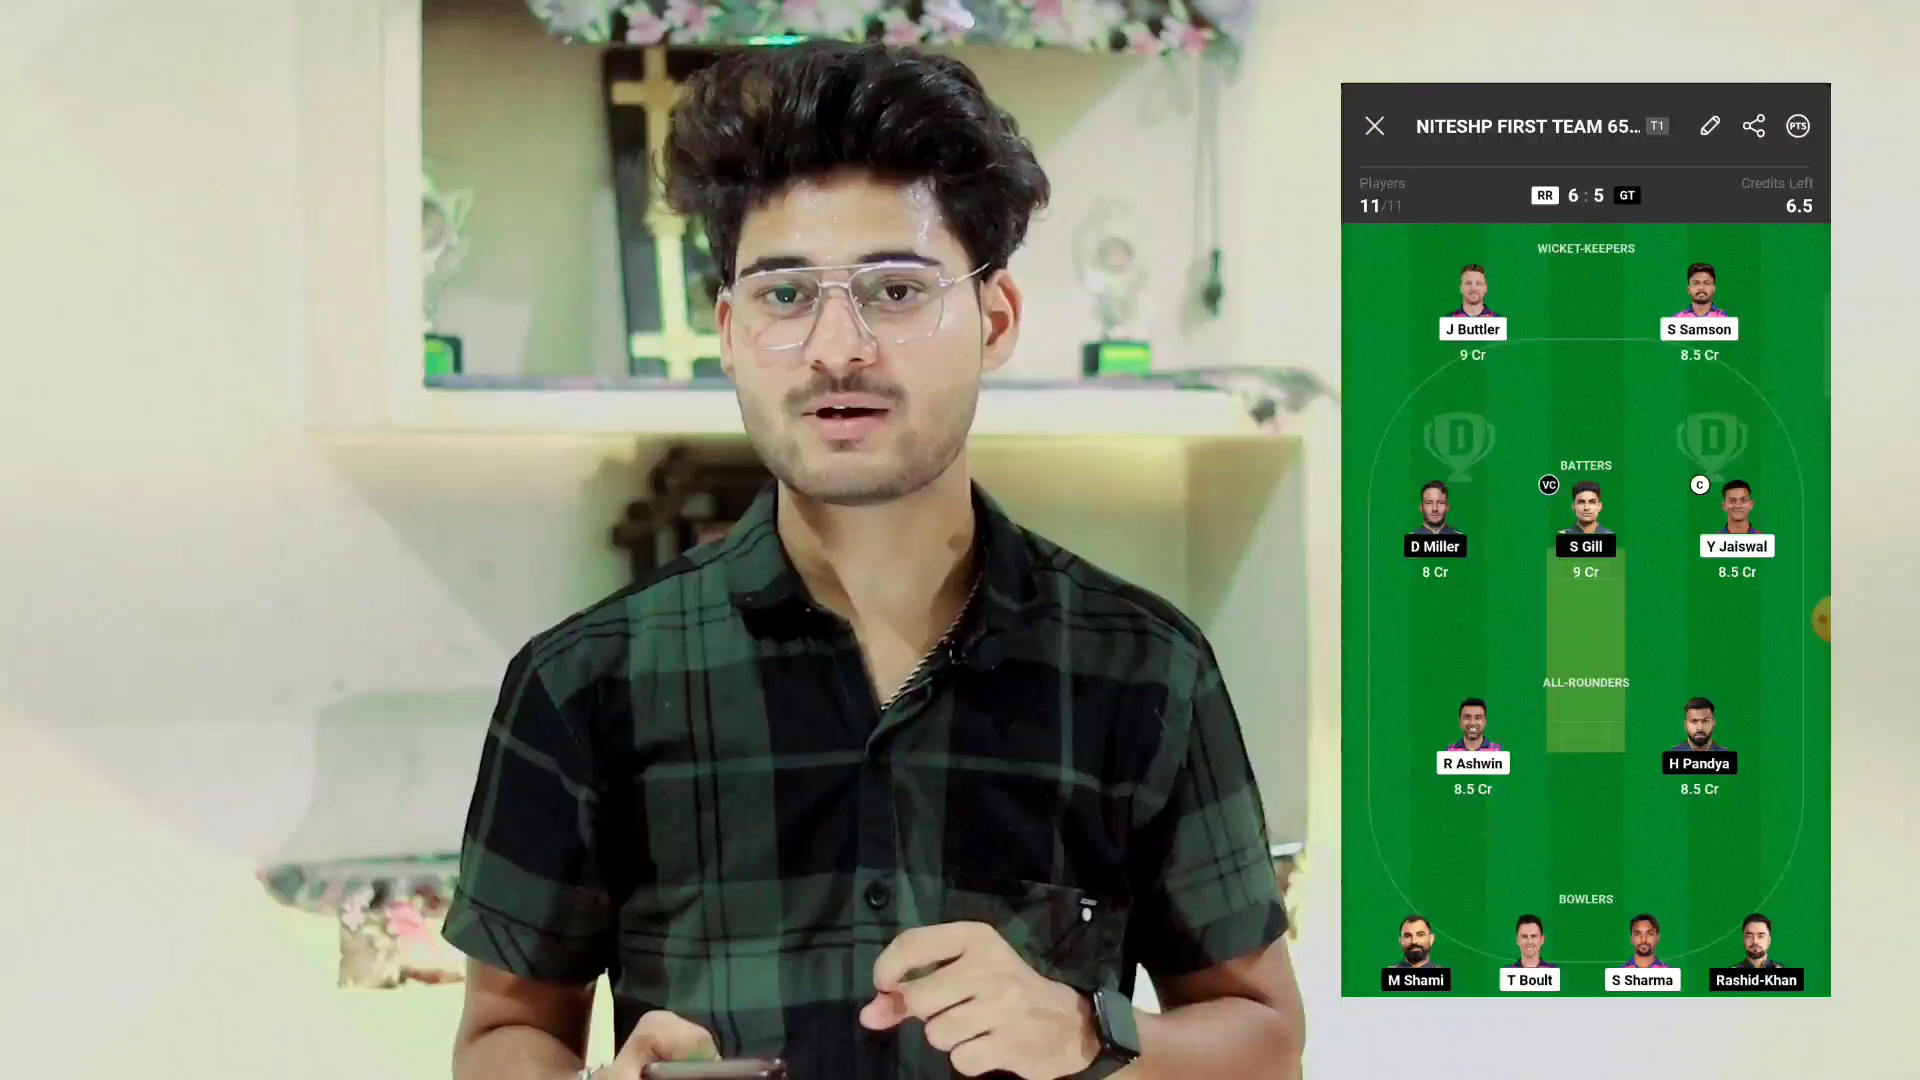 NITESHP FIRST TEAM 65... T1 PTS
Players Credits Left
11/11 RR 6 : 5 GT 6.5
WICKET-KEEPERS
J Buttler S Samson
9 Cr 8.5 Cr
D D
BATTERS
VC C
D Miller S Gill Y Jaiswal
8 Cr 9 Cr 8.5 Cr
ALL-ROUNDERS
R Ashwin H Pandya
8.5 Cr 8.5 Cr
BOWLERS
M Shami T Boult S Sharma Rashid-Khan